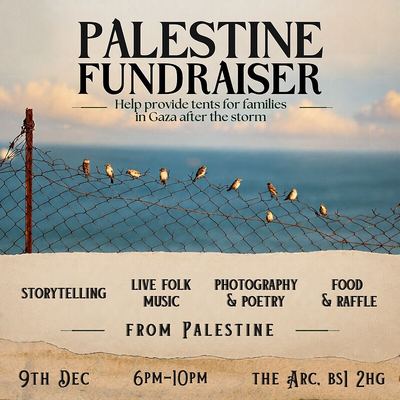 PALESTINE
FUNDRAISER
Help provide tents for families
in Gaza after the storm
STORYTELLING
LIVE FOLK
MUSIC
PHOTOGRAPHY
& POETRY
FOOD
& RAFFLE
FROM PALESTINE
9TH DEC
6PM-10PM
THE ARC, BS1 2HG